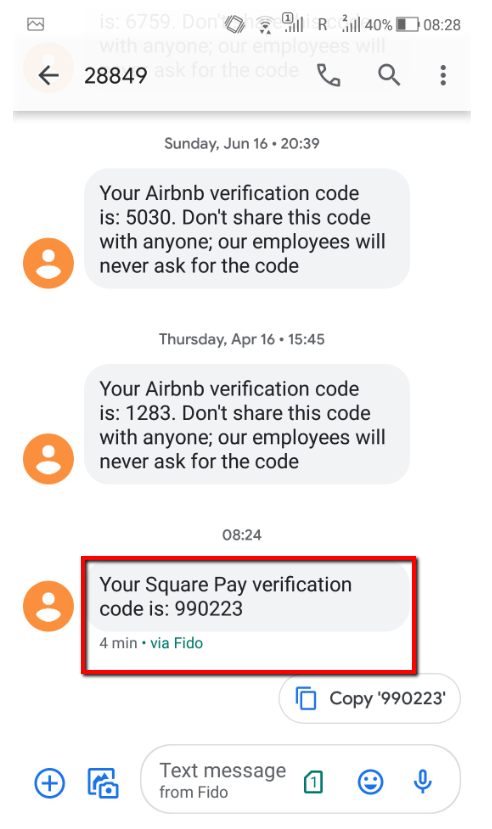 is: 6759. Don't share this code
with anyone; our employees will
never ask for the code
1 R 2 40% 08:28
28849
Sunday, Jun 16 • 20:39
Your Airbnb verification code
is: 5030. Don't share this code
with anyone; our employees will
never ask for the code
Thursday, Apr 16 • 15:45
Your Airbnb verification code
is: 1283. Don't share this code
with anyone; our employees will
never ask for the code
08:24
Your Square Pay verification
code is: 990223
4 min • via Fido
Copy '990223'
Text message
from Fido
1